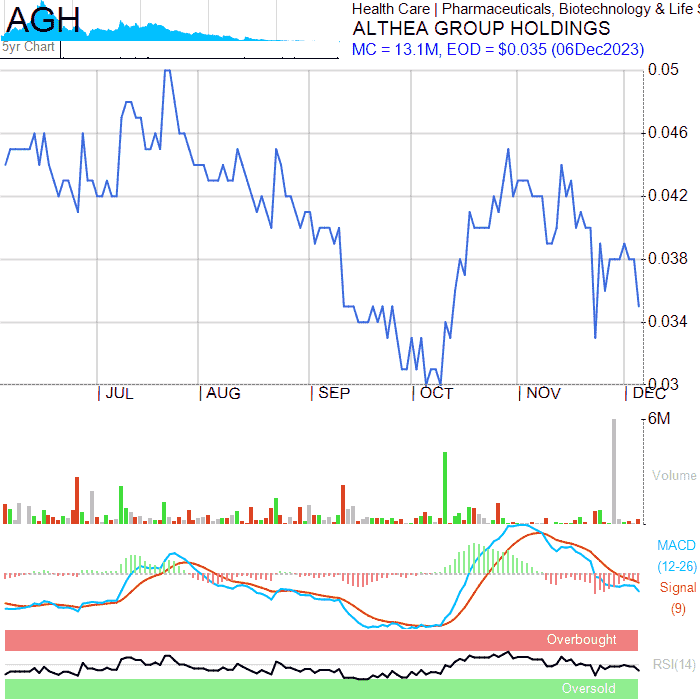 AGH
5yr Chart
Health Care | Pharmaceuticals, Biotechnology & Life S
ALTHEA GROUP HOLDINGS
MC = 13.1M, EOD = $0.035 (06Dec2023)
0.05
0.046
0.042
0.038
0.034
0.03
| JUL | AUG | SEP | OCT | NOV | DEC
6M
Volume
MACD
(12-26)
Signal
(9)
Overbought
RSI(14)
Oversold